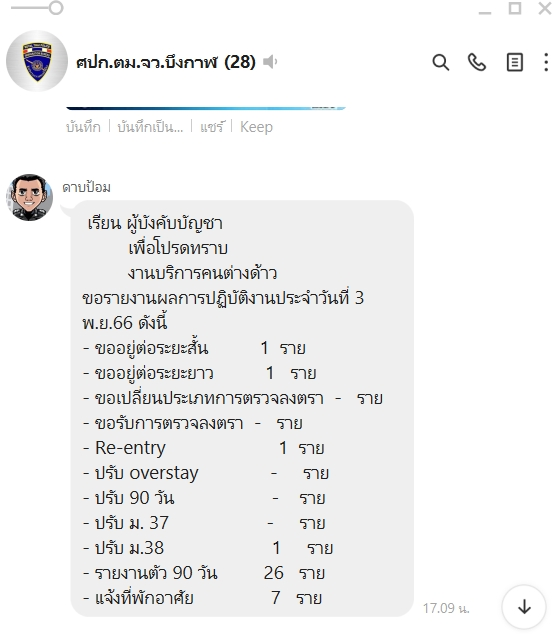 ศปก.ตม.จว.บึงกาฬ (28)
บันทึก | บันทึกเป็น... | แชร์ | Keep
ดาบป้อม
เรียน ผู้บังคับบัญชา
เพื่อโปรดทราบ
งานบริการคนต่างด้าว
ขอรายงานผลการปฏิบัติงานประจำวันที่ 3
พ.ย.66 ดังนี้
- ขออยู่ต่อระยะสั้น 1 ราย
- ขออยู่ต่อระยะยาว 1 ราย
- ขอเปลี่ยนประเภทการตรวจลงตรา - ราย
- ขอรับการตรวจลงตรา - ราย
- Re-entry 1 ราย
- ปรับ overstay - ราย
- ปรับ 90 วัน - ราย
- ปรับ ม. 37 - ราย
- ปรับ ม.38 1 ราย
- รายงานตัว 90 วัน 26 ราย
- แจ้งที่พักอาศัย 7 ราย
17.09 น.